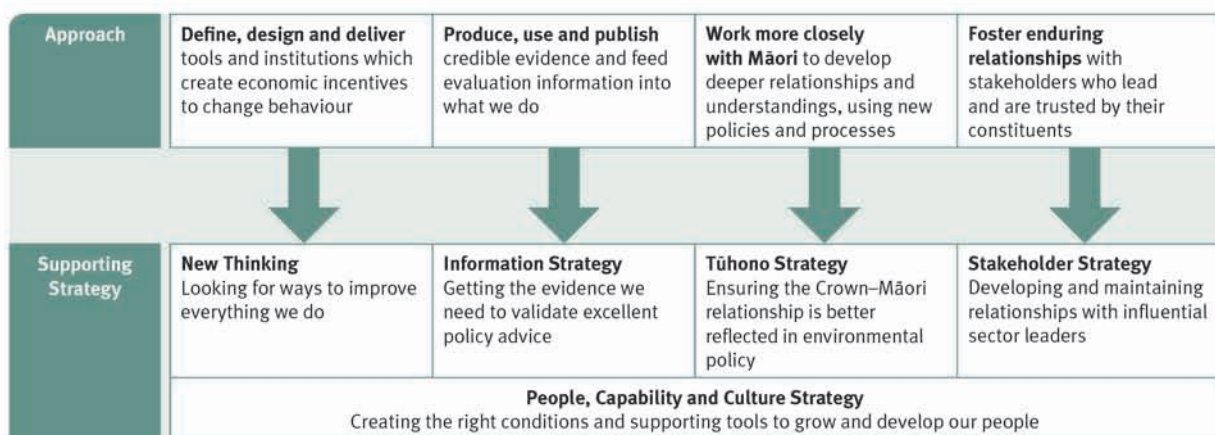 Approach
Define, design and deliver
tools and institutions which
create economic incentives
to change behaviour
Produce, use and publish
credible evidence and feed
evaluation information into
what we do
Work more closely
with Māori to develop
deeper relationships and
understandings, using new
policies and processes
Foster enduring
relationships with
stakeholders who lead
and are trusted by their
constituents
Supporting
Strategy
New Thinking
Looking for ways to improve
everything we do
Information Strategy
Getting the evidence we
need to validate excellent
policy advice
Tūhono Strategy
Ensuring the Crown–Māori
relationship is better
reflected in environmental
policy
Stakeholder Strategy
Developing and maintaining
relationships with influential
sector leaders
People, Capability and Culture Strategy
Creating the right conditions and supporting tools to grow and develop our people